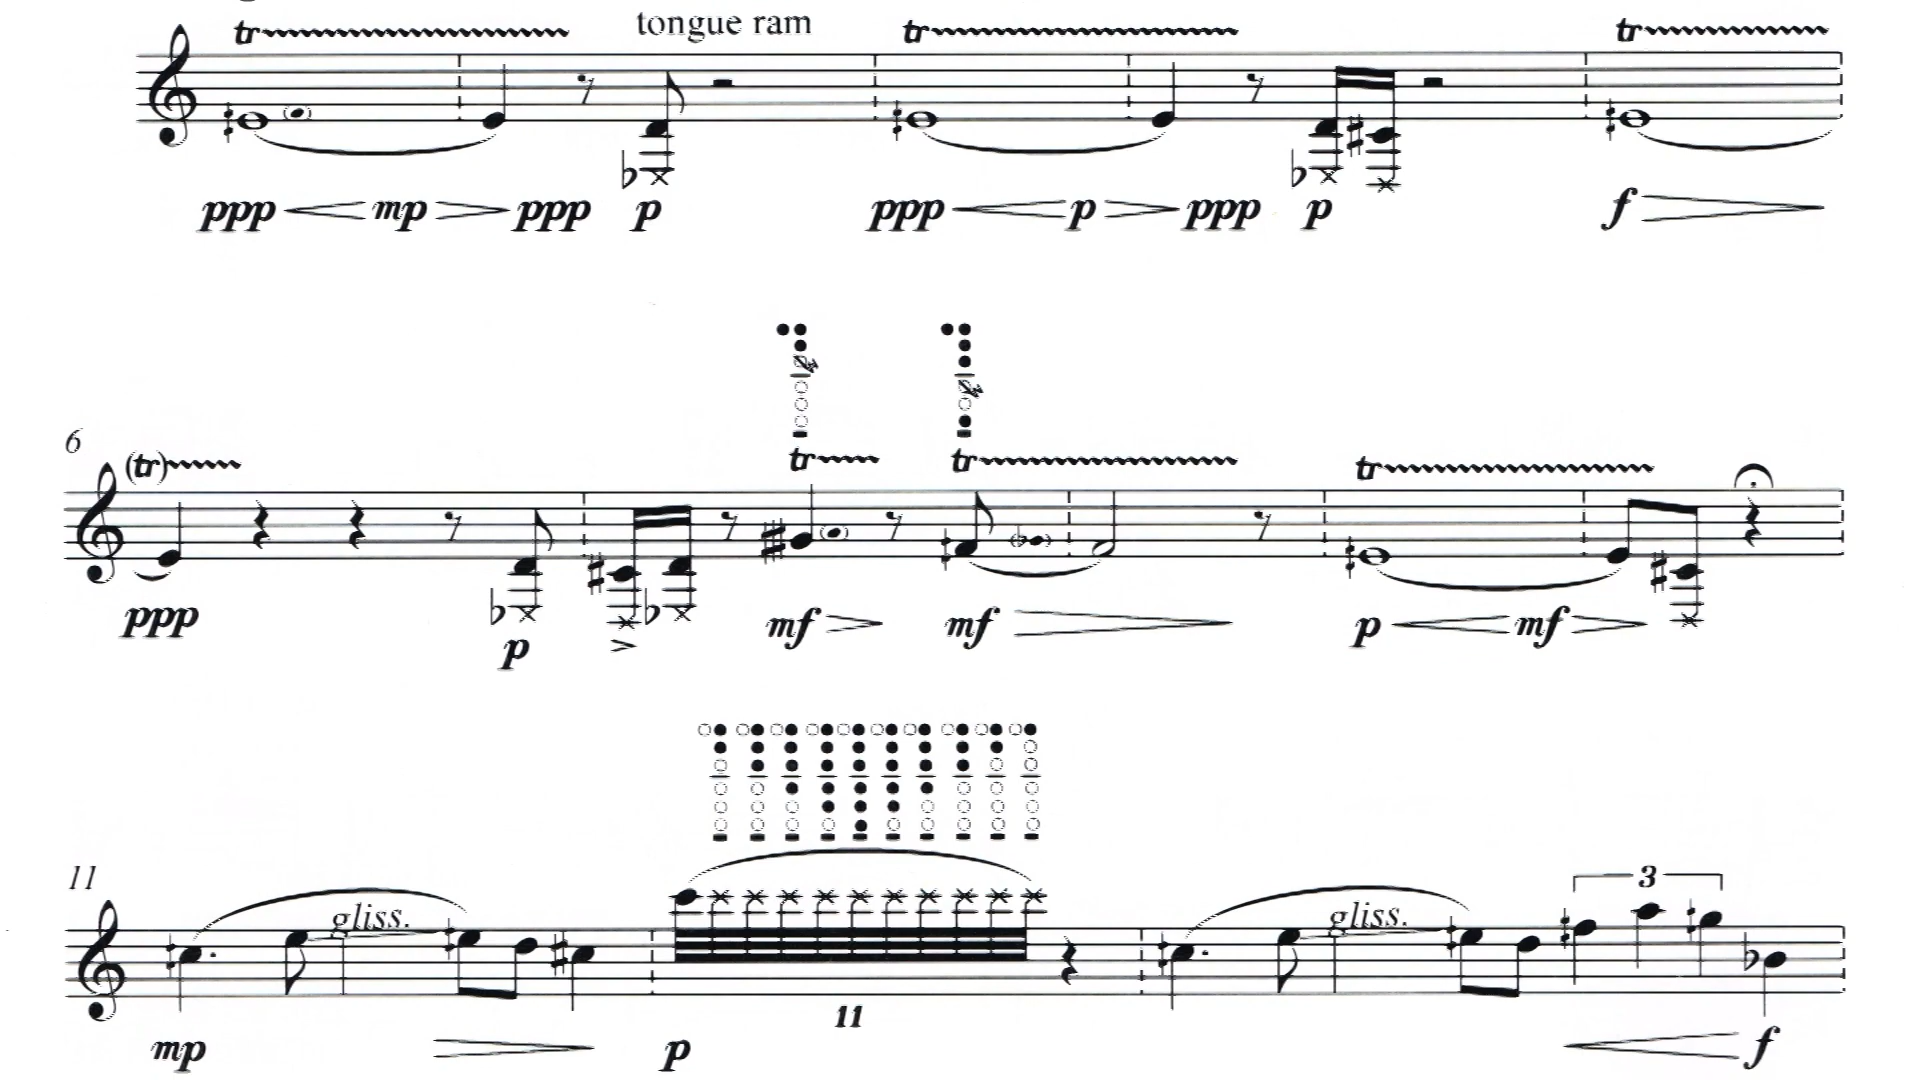 tr tongue ram tr tr
ppp mp ppp p ppp p ppp p f
6
(tr) tr tr tr
ppp p mf mf p mf
11
gliss. gliss. 3
11
mp p f